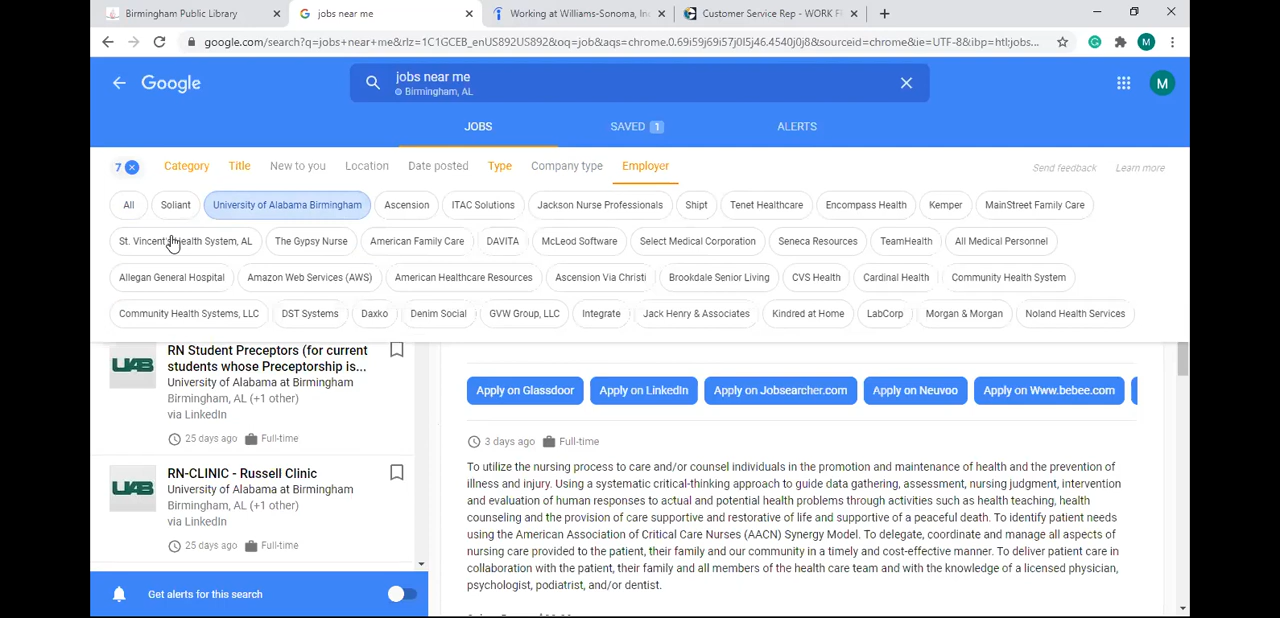 Birmingham Public Library
jobs near me
Working at Williams-Sonoma, Inc
Customer Service Rep - WORK F
google.com/search?q=jobs+near+me&rlz=1C1GCEB_enUS892US892&oq=job&aqs=chrome.0.69i59j69i57j0l5j46.4540j0j8&sourceid=chrome&ie=UTF-8&ibp=htl;jobs...
M
Google
jobs near me
Birmingham, AL
M
JOBS
SAVED 1
ALERTS
7 Category Title New to you Location Date posted Type Company type Employer Send feedback Learn more
All Soliant University of Alabama Birmingham Ascension ITAC Solutions Jackson Nurse Professionals Shipt Tenet Healthcare Encompass Health Kemper MainStreet Family Care
St. Vincent's Health System, AL The Gypsy Nurse American Family Care DAVITA McLeod Software Select Medical Corporation Seneca Resources TeamHealth All Medical Personnel
Allegan General Hospital Amazon Web Services (AWS) American Healthcare Resources Ascension Via Christi Brookdale Senior Living CVS Health Cardinal Health Community Health System
Community Health Systems, LLC DST Systems Daxko Denim Social GVW Group, LLC Integrate Jack Henry & Associates Kindred at Home LabCorp Morgan & Morgan Noland Health Services
UAB
RN Student Preceptors (for current
students whose Preceptorship is...
University of Alabama at Birmingham
Birmingham, AL (+1 other)
via LinkedIn
25 days ago Full-time
UAB
RN-CLINIC - Russell Clinic
University of Alabama at Birmingham
Birmingham, AL (+1 other)
via LinkedIn
25 days ago Full-time
Get alerts for this search
Apply on Glassdoor Apply on LinkedIn Apply on Jobsearcher.com Apply on Neuvoo Apply on Www.bebee.com
3 days ago Full-time
To utilize the nursing process to care and/or counsel individuals in the promotion and maintenance of health and the prevention of
illness and injury. Using a systematic critical-thinking approach to guide data gathering, assessment, nursing judgment, intervention
and evaluation of human responses to actual and potential health problems through activities such as health teaching, health
counseling and the provision of care supportive and restorative of life and supportive of a peaceful death. To identify patient needs
using the American Association of Critical Care Nurses (AACN) Synergy Model. To delegate, coordinate and manage all aspects of
nursing care provided to the patient, their family and our community in a timely and cost-effective manner. To deliver patient care in
collaboration with the patient, their family and all members of the health care team and with the knowledge of a licensed physician,
psychologist, podiatrist, and/or dentist.